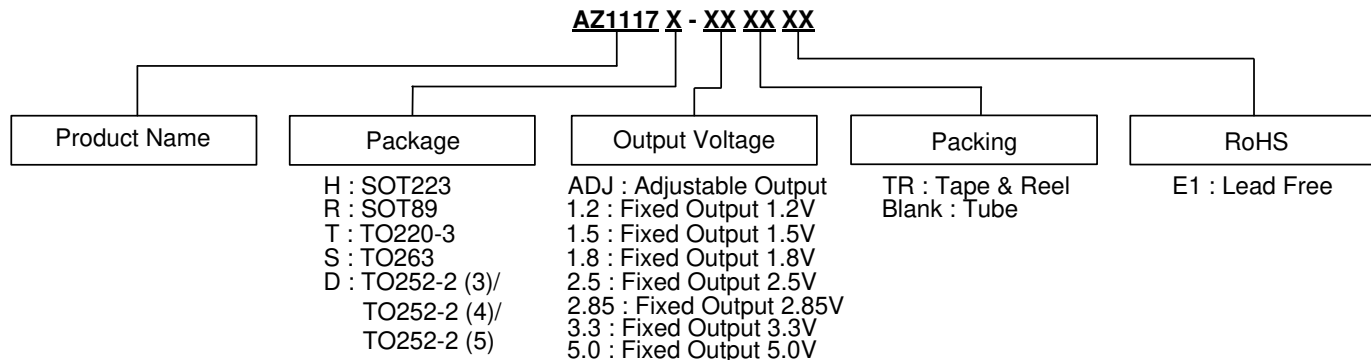 AZ1117 X - XX XX XX
Product Name
Package
Output Voltage
Packing
RoHS
H : SOT223
R : SOT89
T : TO220-3
S : TO263
D : TO252-2 (3)/
TO252-2 (4)/
TO252-2 (5)
ADJ : Adjustable Output
1.2 : Fixed Output 1.2V
1.5 : Fixed Output 1.5V
1.8 : Fixed Output 1.8V
2.5 : Fixed Output 2.5V
2.85 : Fixed Output 2.85V
3.3 : Fixed Output 3.3V
5.0 : Fixed Output 5.0V
TR : Tape & Reel
Blank : Tube
E1 : Lead Free